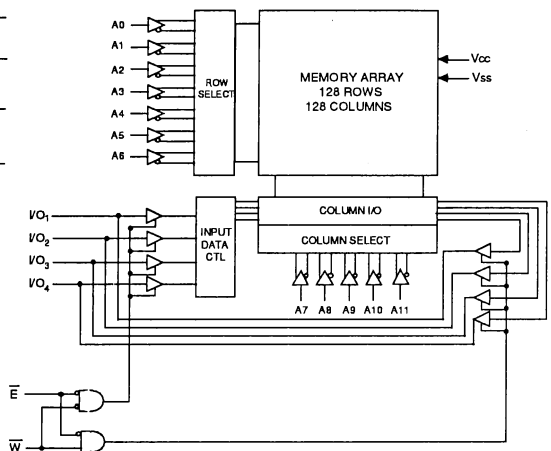 A0
A1
A2
A3
A4
A5
A6
ROW
SELECT
MEMORY ARRAY
128 ROWS
128 COLUMNS
Vcc
Vss
I/O1
I/O2
I/O3
I/O4
INPUT
DATA
CTL
COLUMN I/O
COLUMN SELECT
A7 A8 A9 A10 A11
E
W